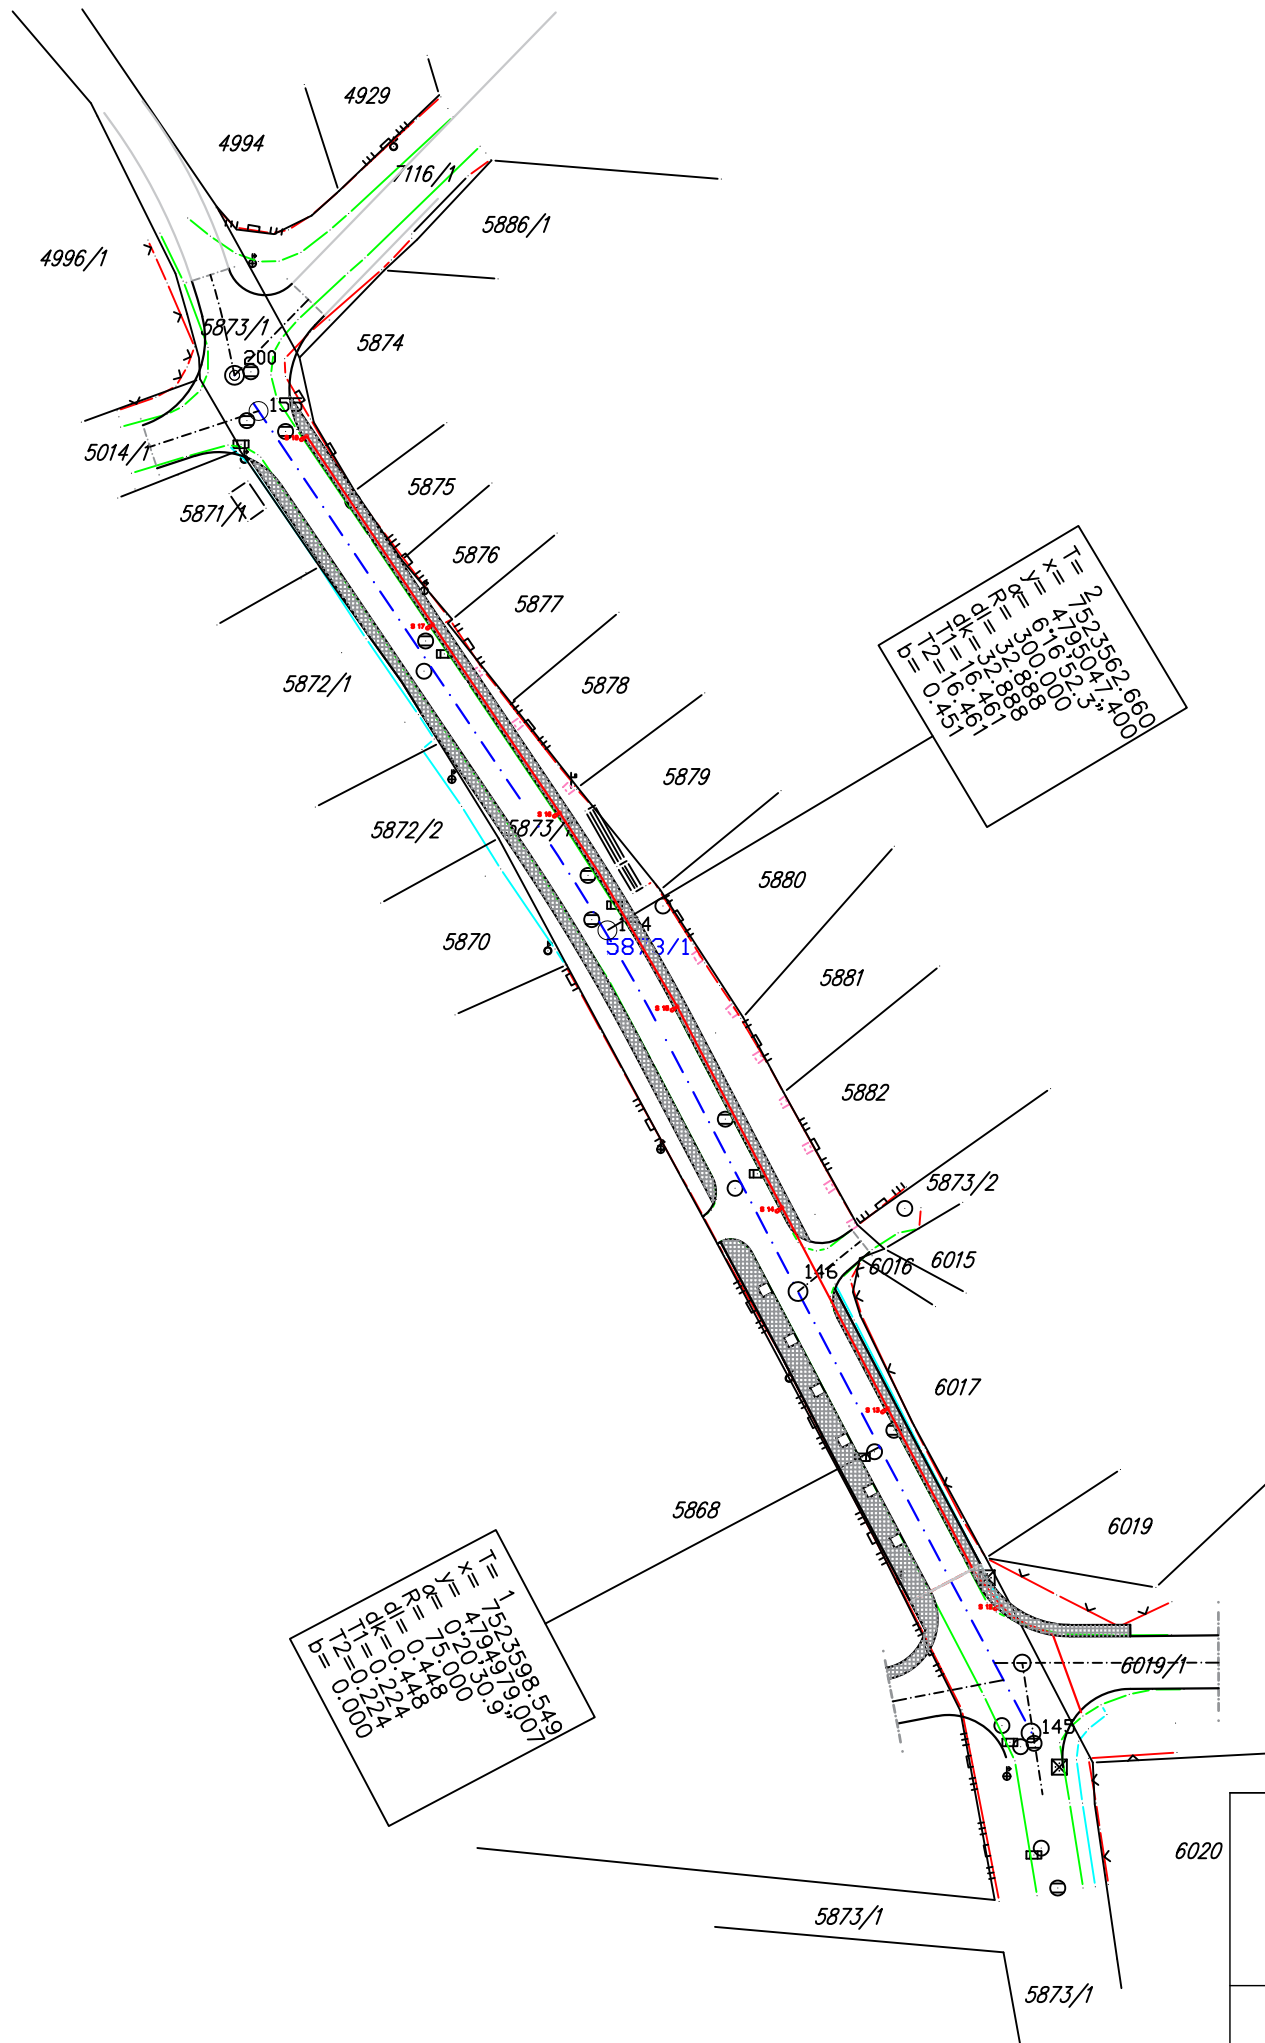 4929
4994
7116/1
5886/1
4996/1
5873/1
5874
200
155
5014/1
5875
5871/1
5876
5877
5872/1
5878
T= 2
x= 7523562.660
y= 4795047.400
α= 6°16'52.3"
R= 300.000
dl= 32.888
dk= 32.888
T1= 16.461
T2=16.461
b= 0.451
5879
5872/2
5873/1
5880
5870
5873/1
5881
5882
5873/2
6015
6016
146
6017
5868
6019
T= 1
x= 7523598.549
y= 4794979.007
α= 0°20'30.9"
R= 75.000
dl= 0.448
dk= 0.448
T1= 0.224
T2=0.224
b= 0.000
S 17
S 16
S 15
S 14
S 13
6019/1
145
6020
5873/1
5873/1